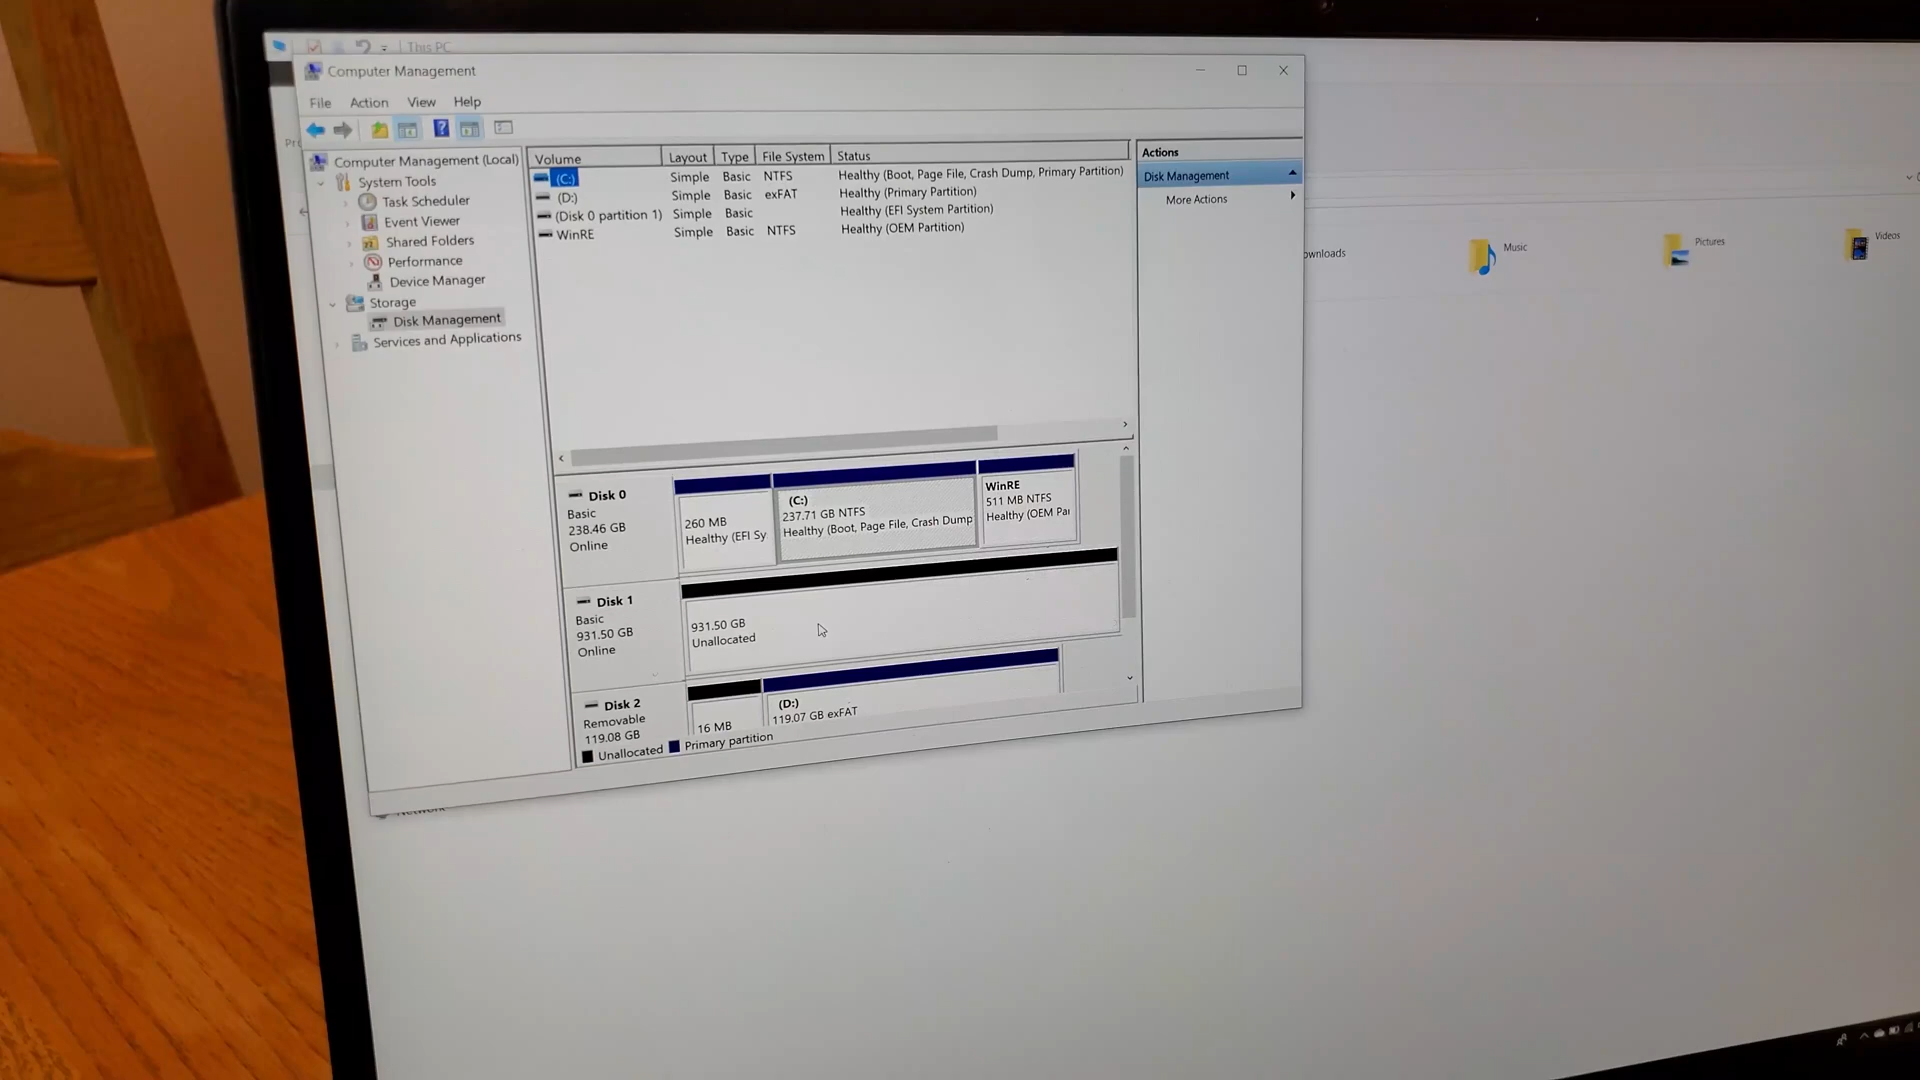 This PC
Computer Management
File Action View Help
Computer Management (Local)
System Tools
Task Scheduler
Event Viewer
Shared Folders
Performance
Device Manager
Storage
Disk Management
Services and Applications
Volume Layout Type File System Status
(C:) Simple Basic NTFS Healthy (Boot, Page File, Crash Dump, Primary Partition)
(D:) Simple Basic exFAT Healthy (Primary Partition)
(Disk 0 partition 1) Simple Basic Healthy (EFI System Partition)
WinRE Simple Basic NTFS Healthy (OEM Partition)
Disk 0
Basic
238.46 GB
Online
260 MB
Healthy (EFI Sy
(C:)
237.71 GB NTFS
Healthy (Boot, Page File, Crash Dump
WinRE
511 MB NTFS
Healthy (OEM Pa
Disk 1
Basic
931.50 GB
Online
931.50 GB
Unallocated
Disk 2
Removable
119.08 GB
16 MB
(D:)
119.07 GB exFAT
Unallocated Primary partition
Actions
Disk Management
More Actions
ownloads
Music
Pictures
Videos